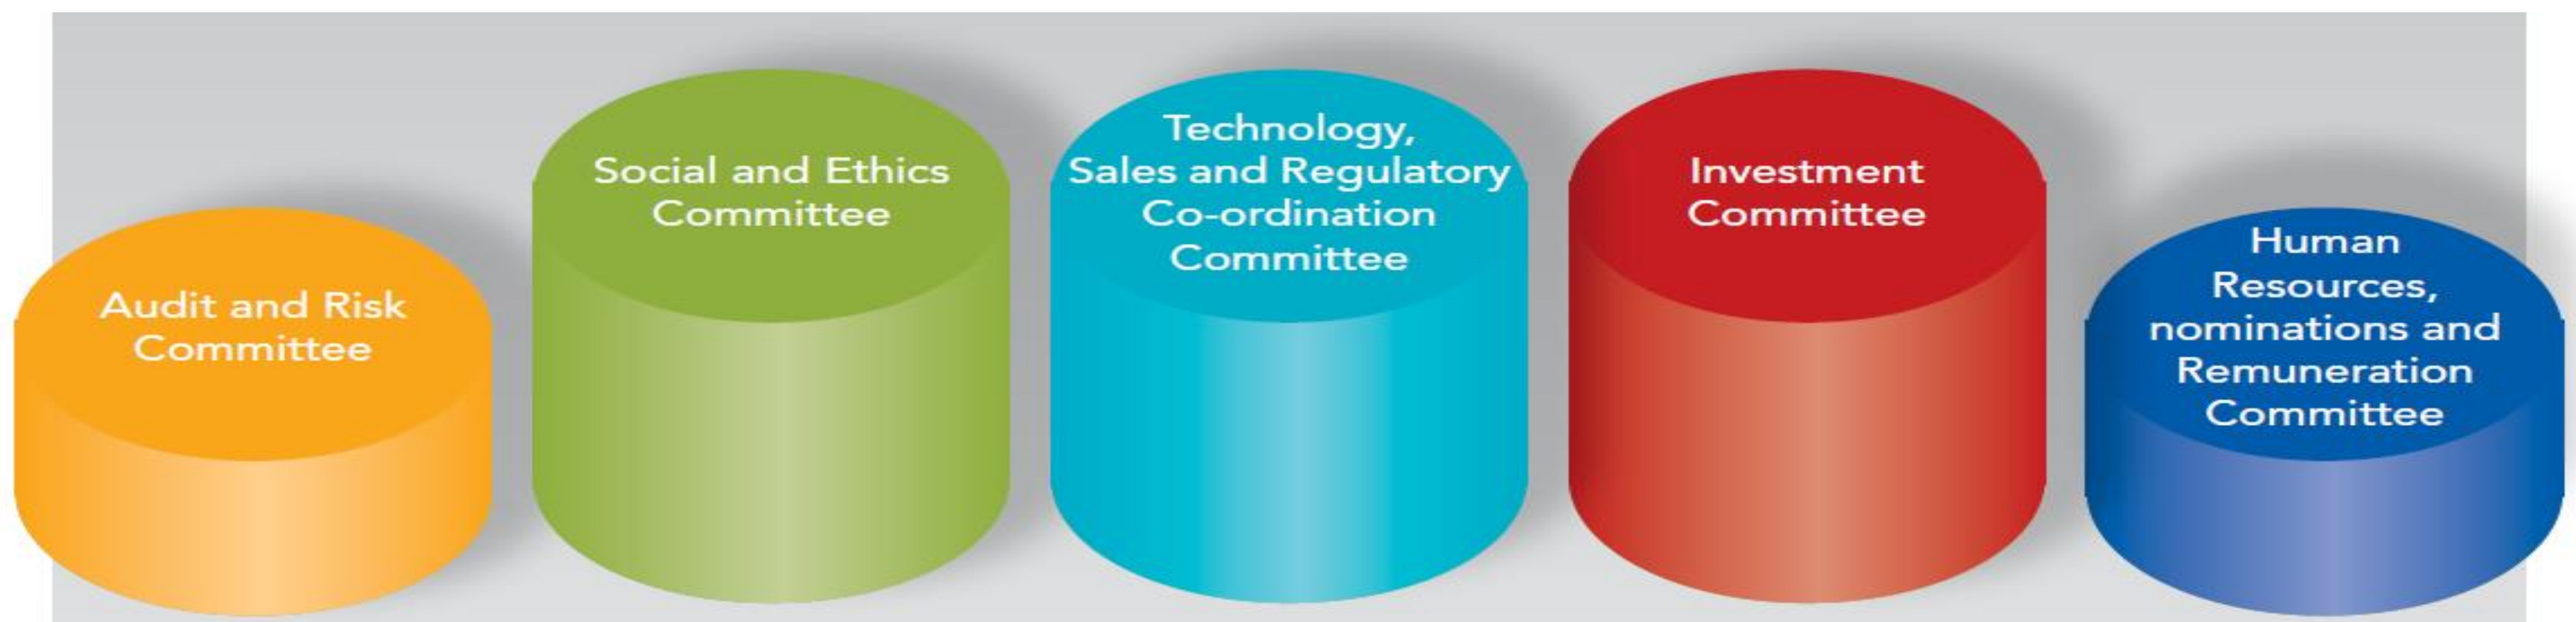 Audit and Risk
Committee
Social and Ethics
Committee
Technology,
Sales and Regulatory
Co-ordination
Committee
Investment
Committee
Human
Resources,
nominations and
Remuneration
Committee